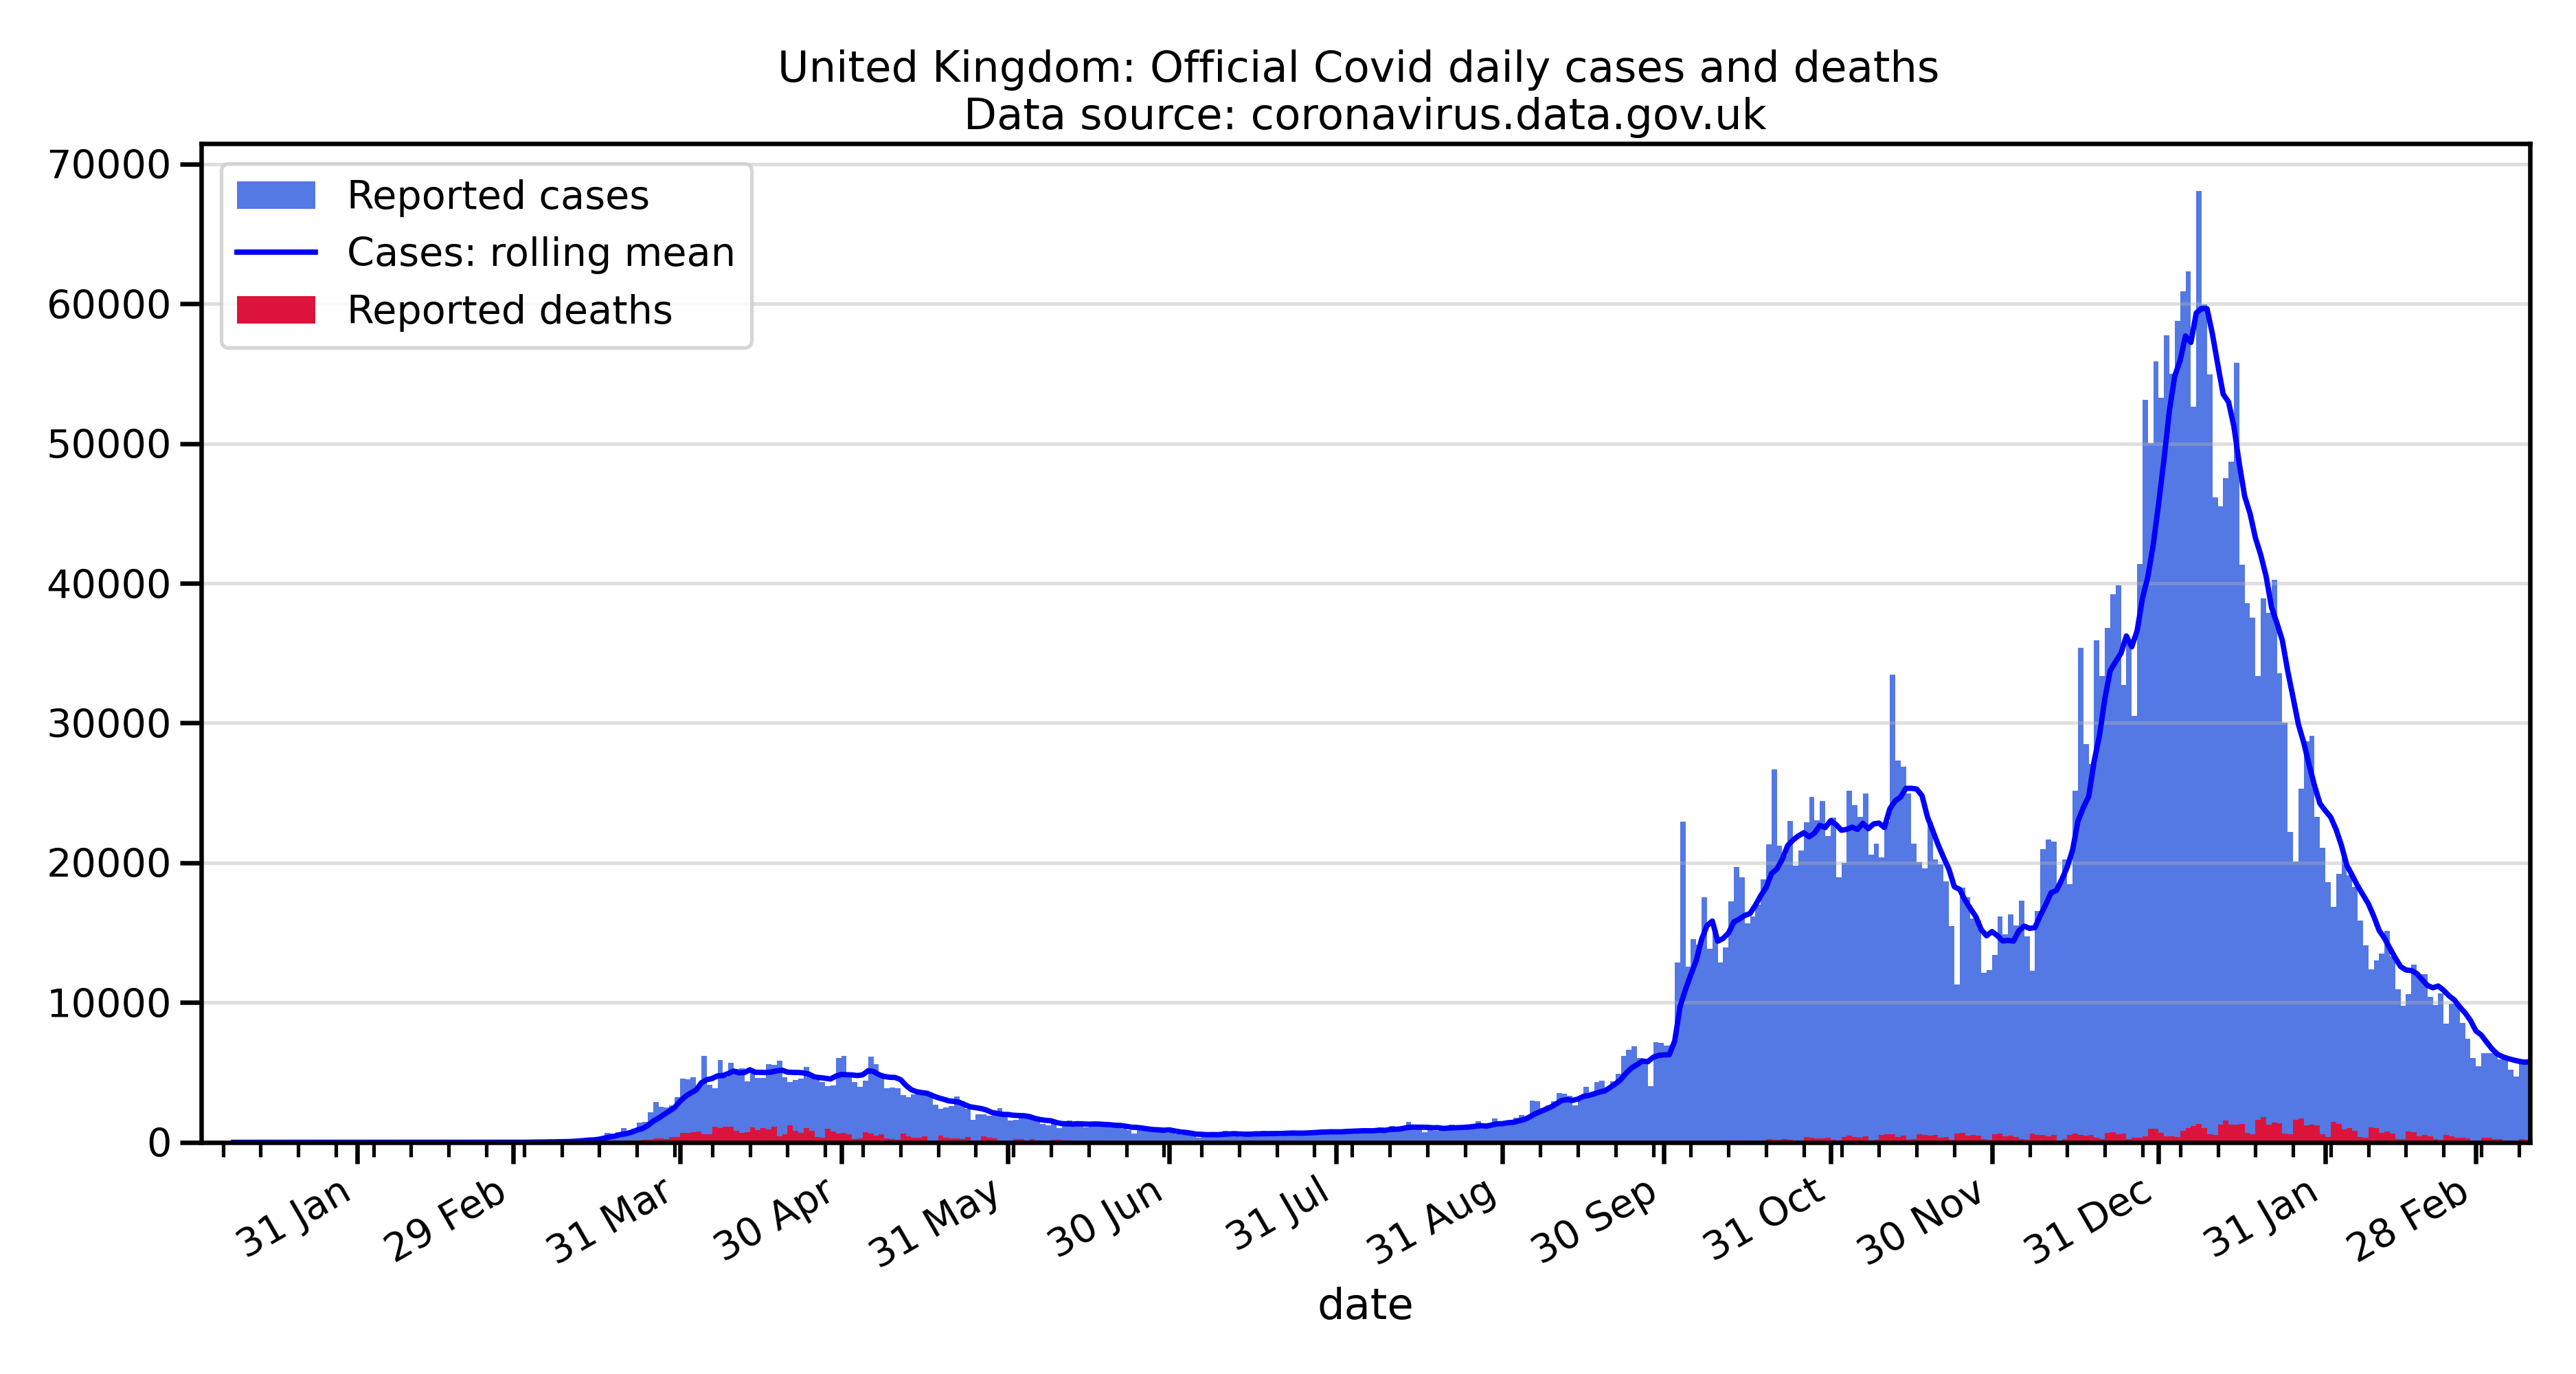 United Kingdom: Official Covid daily cases and deaths
Data source: coronavirus.data.gov.uk
70000
60000
50000
40000
30000
20000
10000
0
Reported cases
Cases: rolling mean
Reported deaths
31 Jan
29 Feb
31 Mar
30 Apr
31 May
30 Jun
31 Jul
31 Aug
30 Sep
31 Oct
30 Nov
31 Dec
31 Jan
28 Feb
date